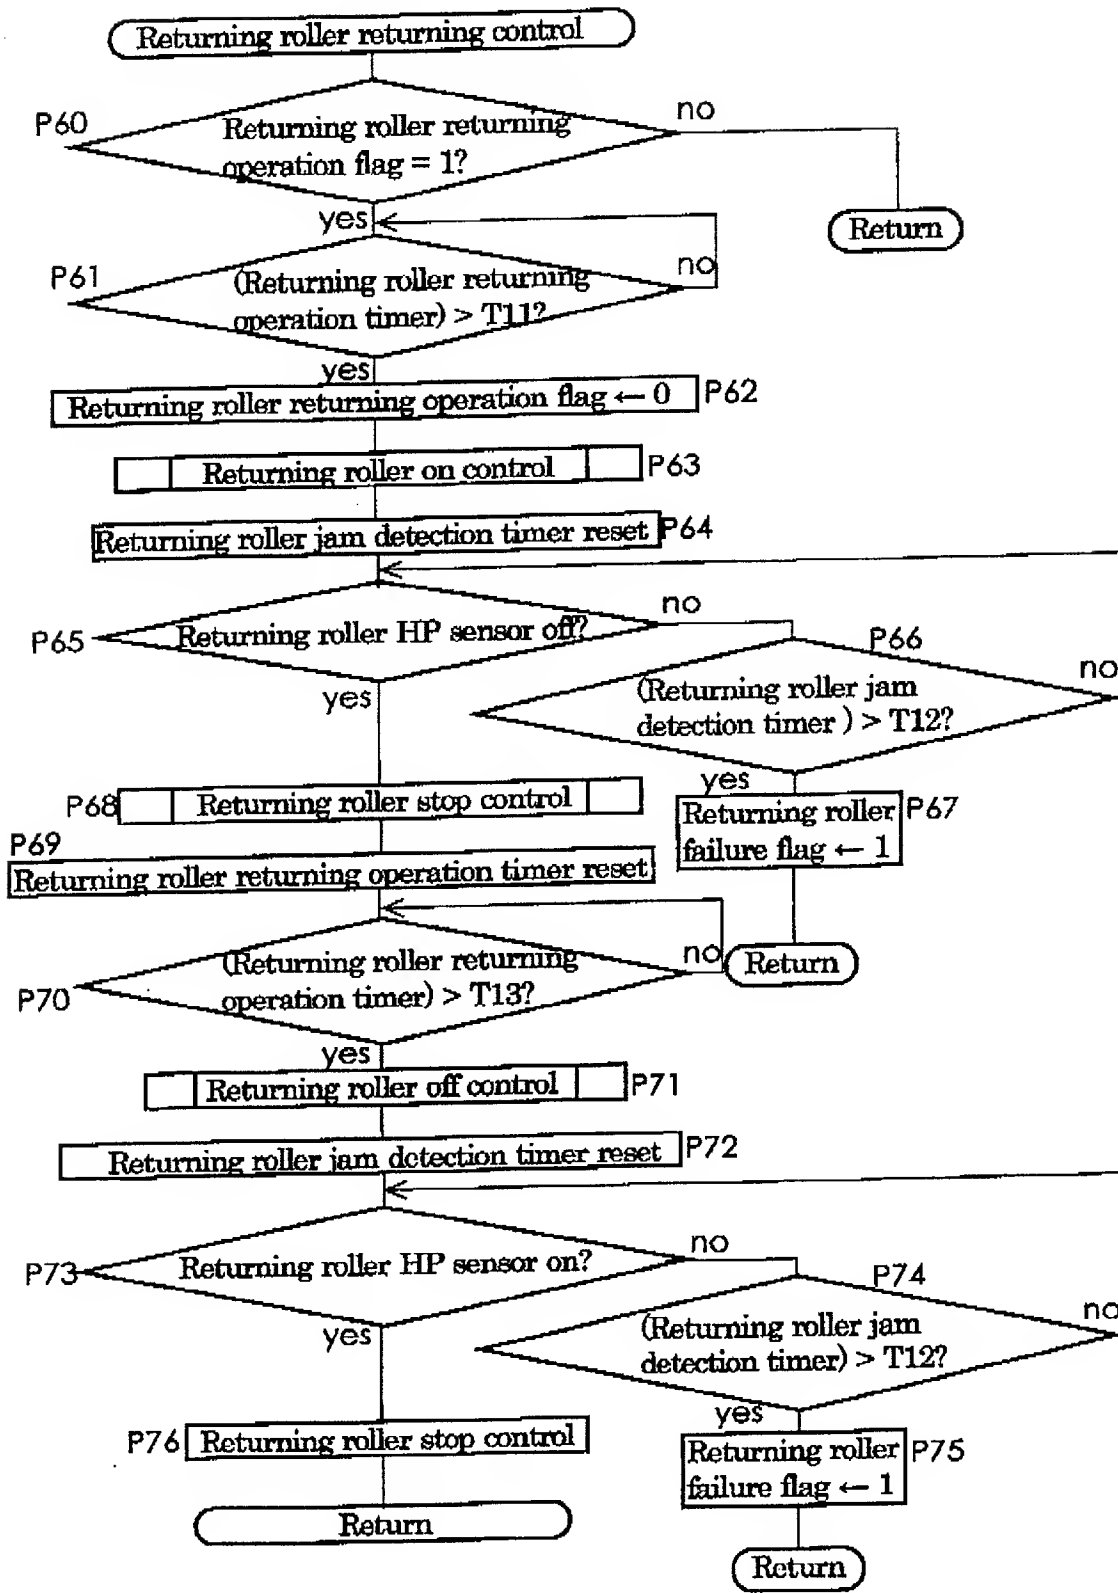 Returning roller returning control
P60
Returning roller returning
operation flag = 1?
no
Return
yes
P61
(Returning roller returning
operation timer) > T11?
no
yes
Returning roller returning operation flag ← 0
P62
Returning roller on control
P63
Returning roller jam detection timer reset
P64
P65
Returning roller HP sensor off?
no
yes
P66
(Returning roller jam
detection timer ) > T12?
no
yes
Returning roller
failure flag ← 1
P67
Return
P68
Returning roller stop control
P69
Returning roller returning operation timer reset
P70
(Returning roller returning
operation timer) > T13?
no
yes
Returning roller off control
P71
Returning roller jam detection timer reset
P72
P73
Returning roller HP sensor on?
no
yes
P74
(Returning roller jam
detection timer) > T12?
no
yes
Returning roller
failure flag ← 1
P75
Return
P76
Returning roller stop control
Return